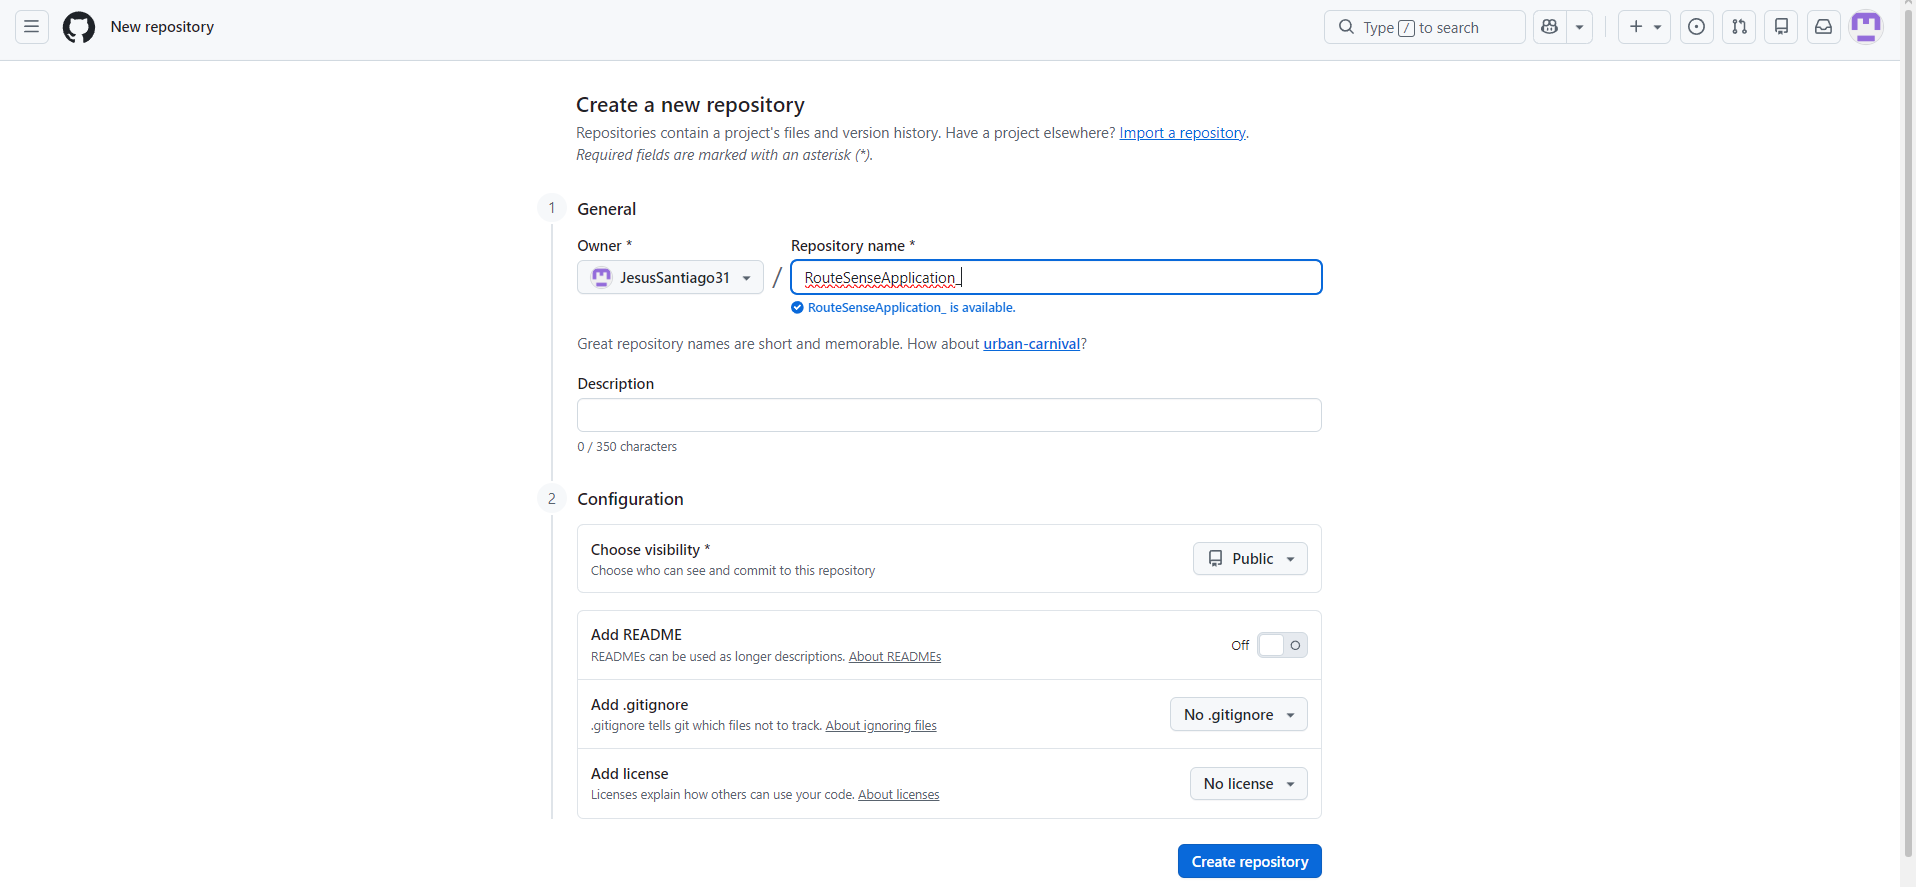 New repository
Type / to search
Create a new repository
Repositories contain a project's files and version history. Have a project elsewhere? Import a repository.
Required fields are marked with an asterisk (*).
1 General
Owner * Repository name *
JesusSantiago31 / RouteSenseApplication_
RouteSenseApplication_ is available.
Great repository names are short and memorable. How about urban-carnival?
Description
0 / 350 characters
2 Configuration
Choose visibility *
Choose who can see and commit to this repository
Public
Add README
READMEs can be used as longer descriptions. About READMEs
Off
Add .gitignore
.gitignore tells git which files not to track. About ignoring files
No .gitignore
Add license
Licenses explain how others can use your code. About licenses
No license
Create repository